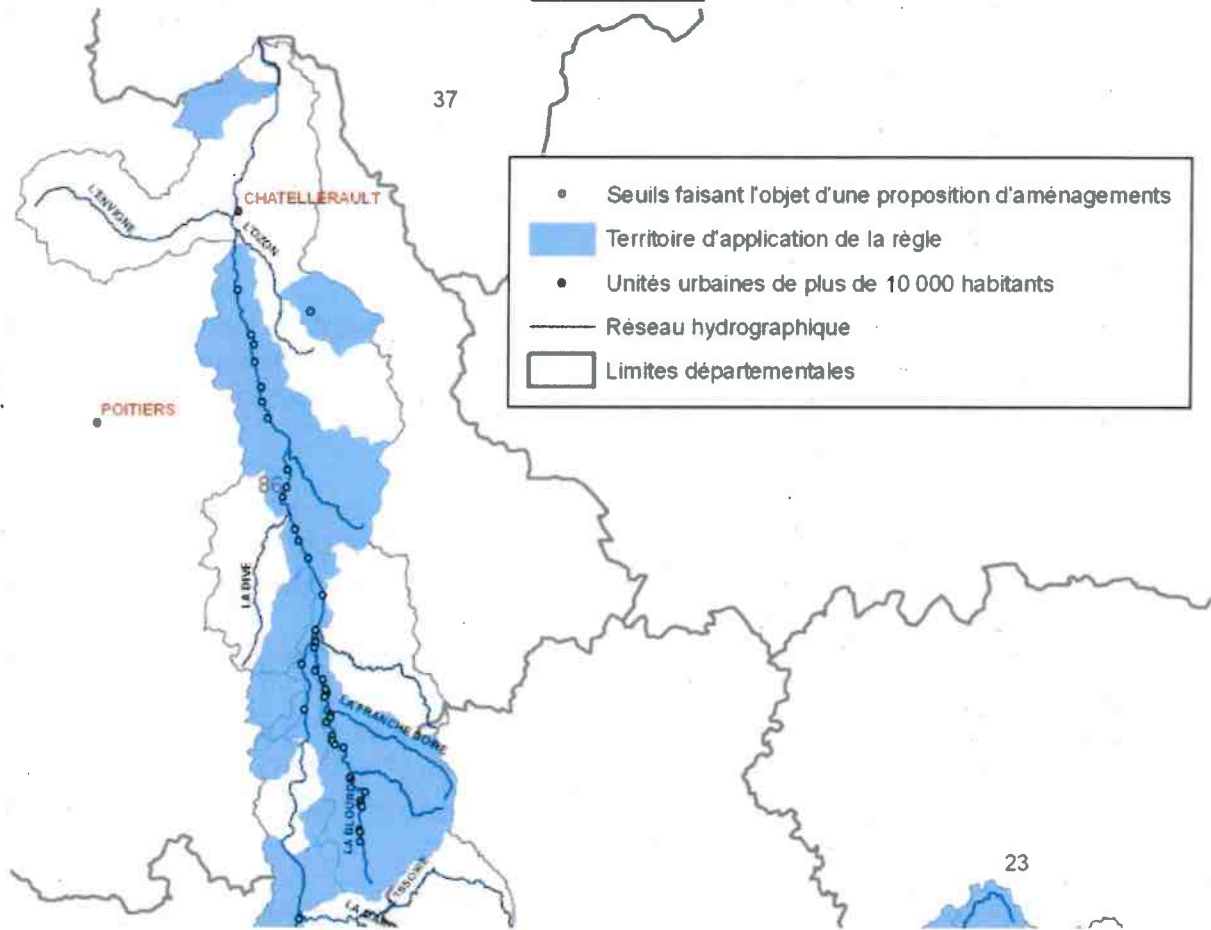 37
L'ENVIGNE
CHATELLERAULT
L'OZON
Seuils faisant l'objet d'une proposition d'aménagements
Territoire d'application de la règle
Unités urbaines de plus de 10 000 habitants
Réseau hydrographique
Limites départementales
POITIERS
86
LA DIVE
LA FRANCHE DOIRE
LA BLOURDE
23